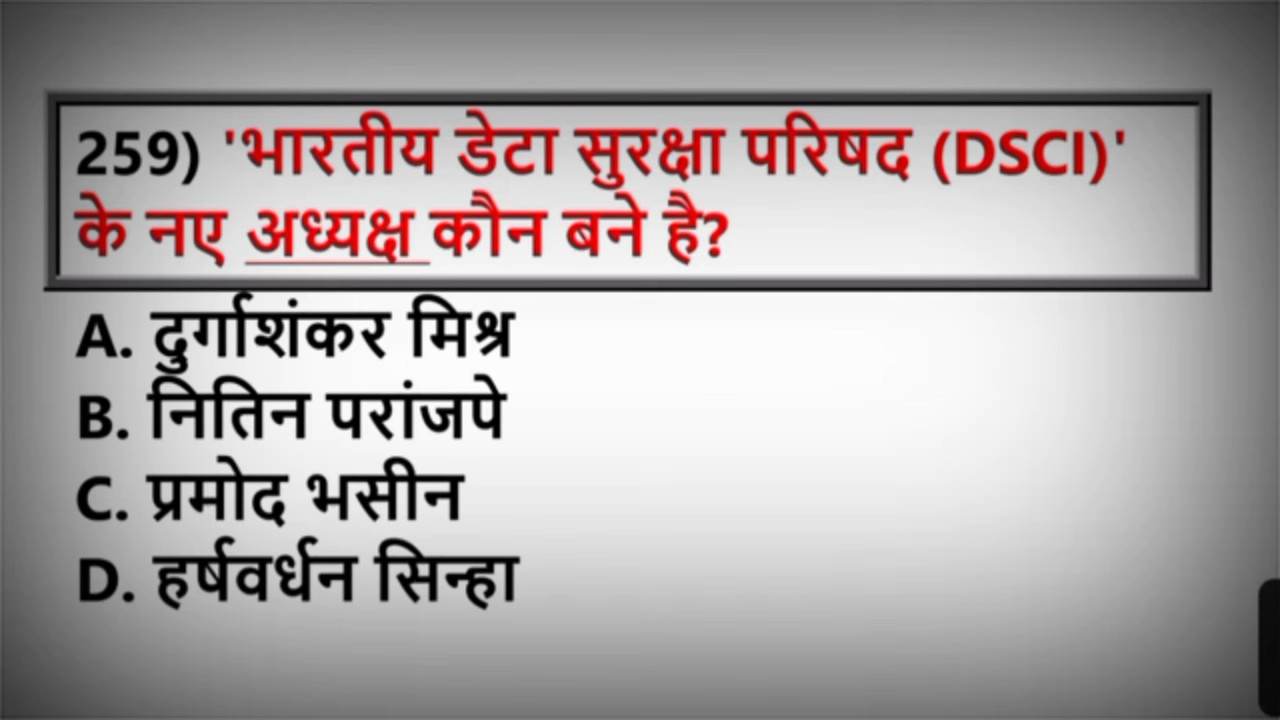 259) 'भारतीय डेटा सुरक्षा परिषद (DSCI)'
के नए अध्यक्ष कौन बने है?
A. दुर्गाशंकर मिश्र
B. नितिन परांजपे
C. प्रमोद भसीन
D. हर्षवर्धन सिन्हा